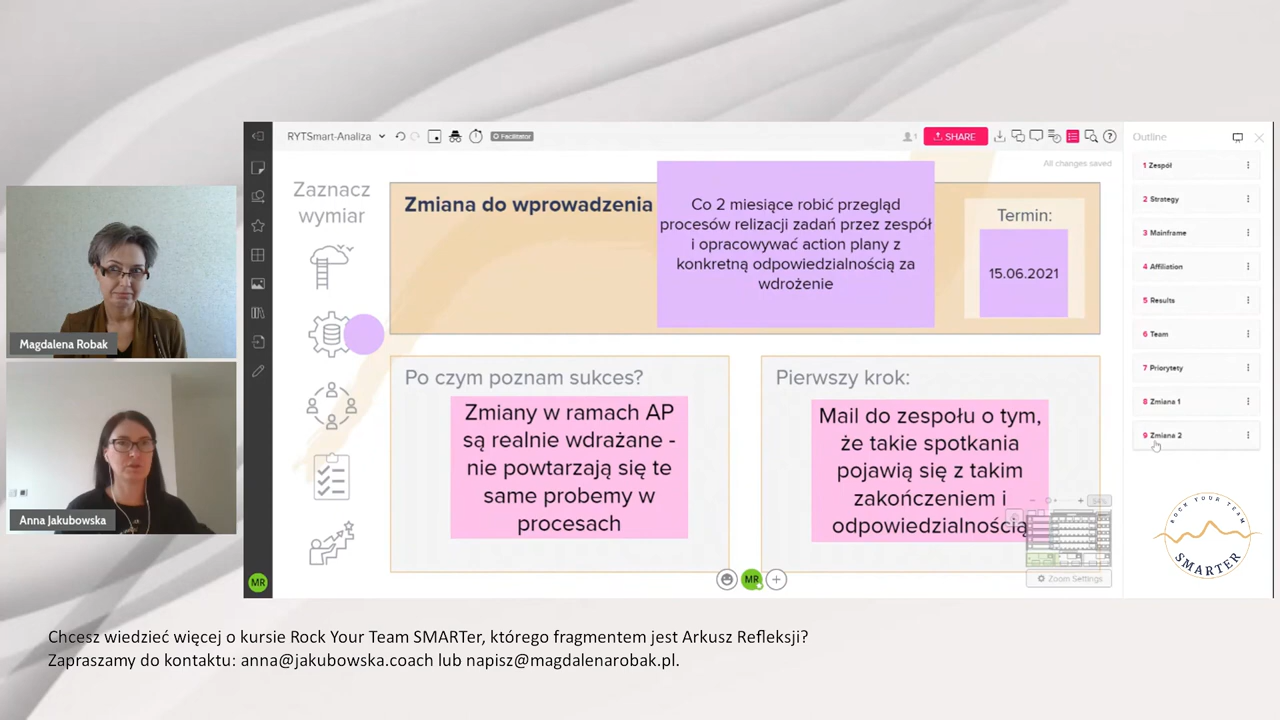 RYTSmart-Analiza
Facilitator
1
SHARE
Outline
All changes saved
Zaznacz
wymiar
Zmiana do wprowadzenia
Co 2 miesiące robić przegląd
procesów relizacji zadań przez zespół
i opracowywać action plany z
konkretną odpowiedzialnością za
wdrożenie
Termin:
15.06.2021
Po czym poznam sukces?
Zmiany w ramach AP
są realnie wdrażane -
nie powtarzają się te
same probemy w
procesach
Pierwszy krok:
Mail do zespołu o tym,
że takie spotkania
pojawią się z takim
zakończeniem i
odpowiedzialnością
1 Zespół
2 Strategy
3 Mainframe
4 Affiliation
5 Results
6 Team
7 Priorytety
8 Zmiana 1
9 Zmiana 2
Magdalena Robak
Anna Jakubowska
MR
MR
Zoom Settings
ROCK YOUR TEAM
SMARTER
Chcesz wiedzieć więcej o kursie Rock Your Team SMARTer, którego fragmentem jest Arkusz Refleksji?
Zapraszamy do kontaktu: anna@jakubowska.coach lub napisz@magdalenarobak.pl.